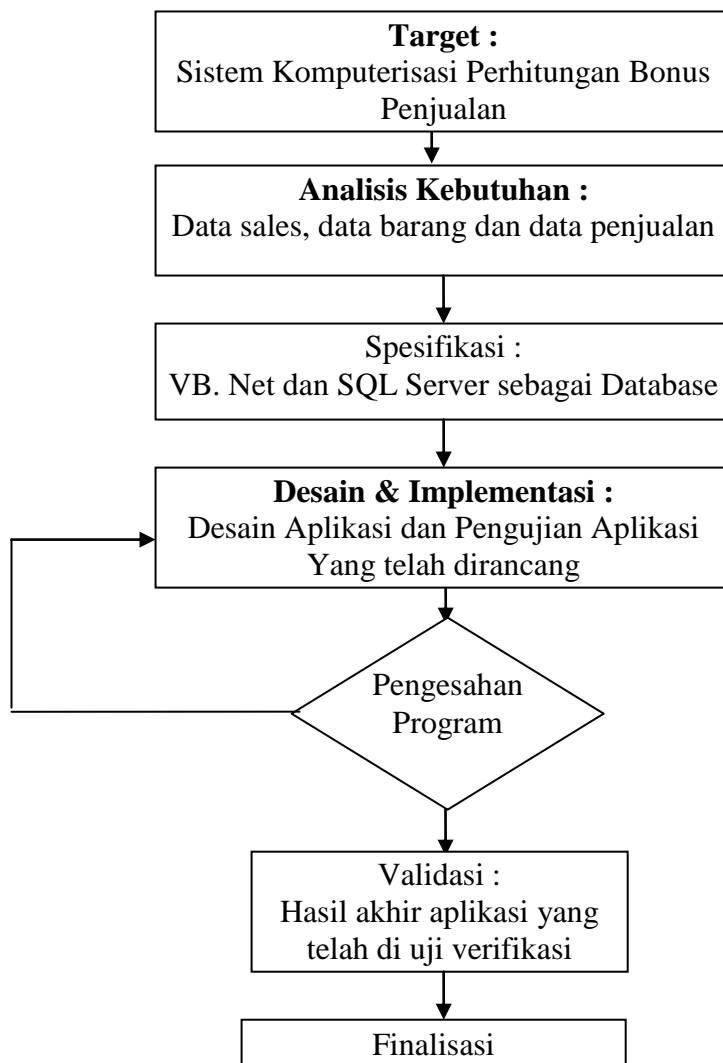 Target :
Sistem Komputerisasi Perhitungan Bonus
Penjualan
Analisis Kebutuhan :
Data sales, data barang dan data penjualan
Spesifikasi :
VB. Net dan SQL Server sebagai Database
Desain & Implementasi :
Desain Aplikasi dan Pengujian Aplikasi
Yang telah dirancang
Pengesahan
Program
Validasi :
Hasil akhir aplikasi yang
telah di uji verifikasi
Finalisasi